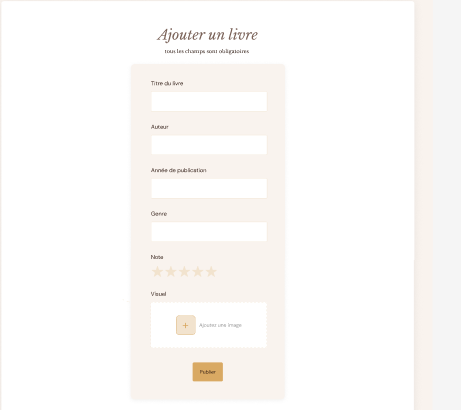 Ajouter un livre
tous les champs sont obligatoires
Titre du livre
Auteur
Année de publication
Genre
Note
Visuel
+ Ajouter une image
Publier